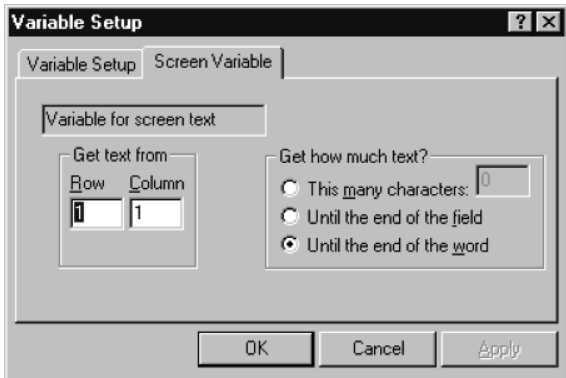 Variable Setup
Variable Setup Screen Variable
Variable for screen text
Get text from
Row Column
1 1
Get how much text?
This many characters: 0
Until the end of the field
Until the end of the word
OK Cancel Apply